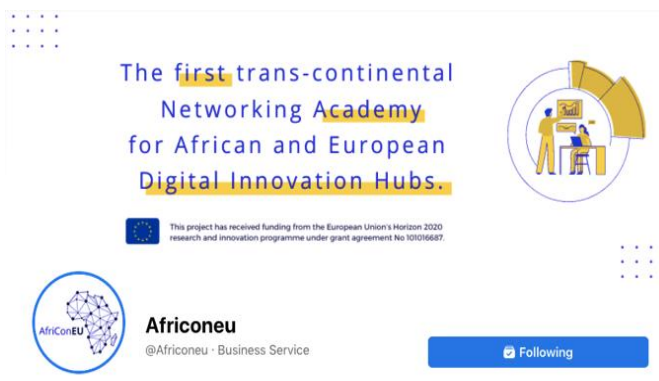 The first trans-continental
Networking Academy
for African and European
Digital Innovation Hubs.
This project has received funding from the European Union's Horizon 2020
research and innovation programme under grant agreement No 101016687.
AfriConEU
Africoneu
@Africoneu · Business Service
Following